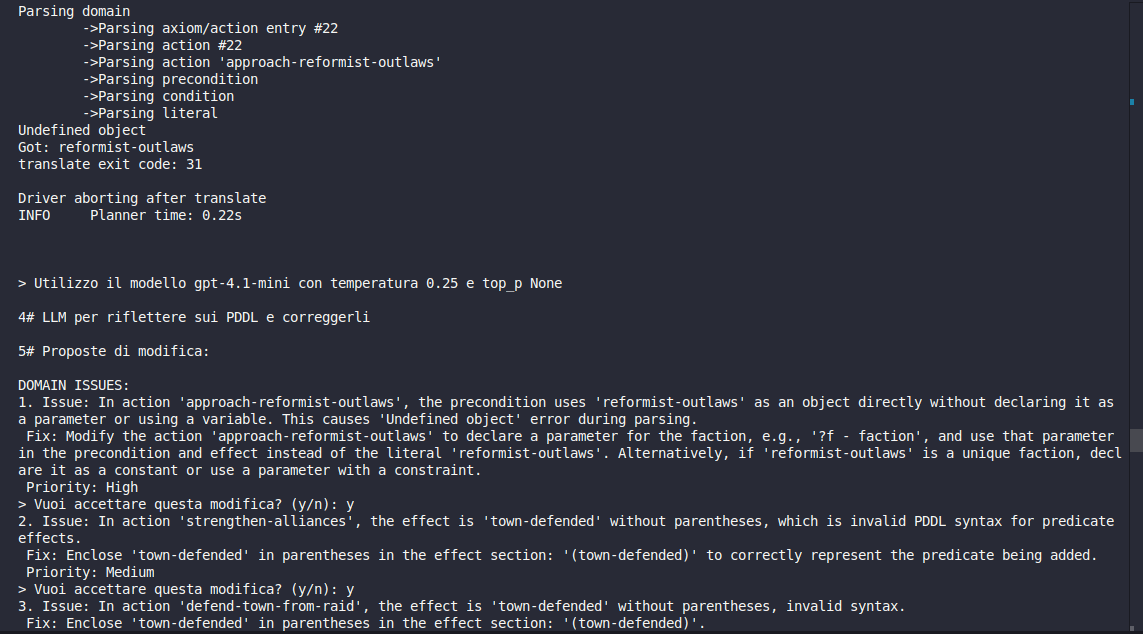 Parsing domain
->Parsing axiom/action entry #22
->Parsing action #22
->Parsing action 'approach-reformist-outlaws'
->Parsing precondition
->Parsing condition
->Parsing literal
Undefined object
Got: reformist-outlaws
translate exit code: 31
Driver aborting after translate
INFO     Planner time: 0.22s
> Utilizzo il modello gpt-4.1-mini con temperatura 0.25 e top_p None
4# LLM per riflettere sui PDDL e correggerli
5# Proposte di modifica:
DOMAIN ISSUES:
1. Issue: In action 'approach-reformist-outlaws', the precondition uses 'reformist-outlaws' as an object directly without declaring it as
a parameter or using a variable. This causes 'Undefined object' error during parsing.
Fix: Modify the action 'approach-reformist-outlaws' to declare a parameter for the faction, e.g., '?f - faction', and use that parameter
in the precondition and effect instead of the literal 'reformist-outlaws'. Alternatively, if 'reformist-outlaws' is a unique faction, decl
are it as a constant or use a parameter with a constraint.
Priority: High
> Vuoi accettare questa modifica? (y/n): y
2. Issue: In action 'strengthen-alliances', the effect is 'town-defended' without parentheses, which is invalid PDDL syntax for predicate
effects.
Fix: Enclose 'town-defended' in parentheses in the effect section: '(town-defended)' to correctly represent the predicate being added.
Priority: Medium
> Vuoi accettare questa modifica? (y/n): y
3. Issue: In action 'defend-town-from-raid', the effect is 'town-defended' without parentheses, invalid syntax.
Fix: Enclose 'town-defended' in parentheses in the effect section: '(town-defended)'.